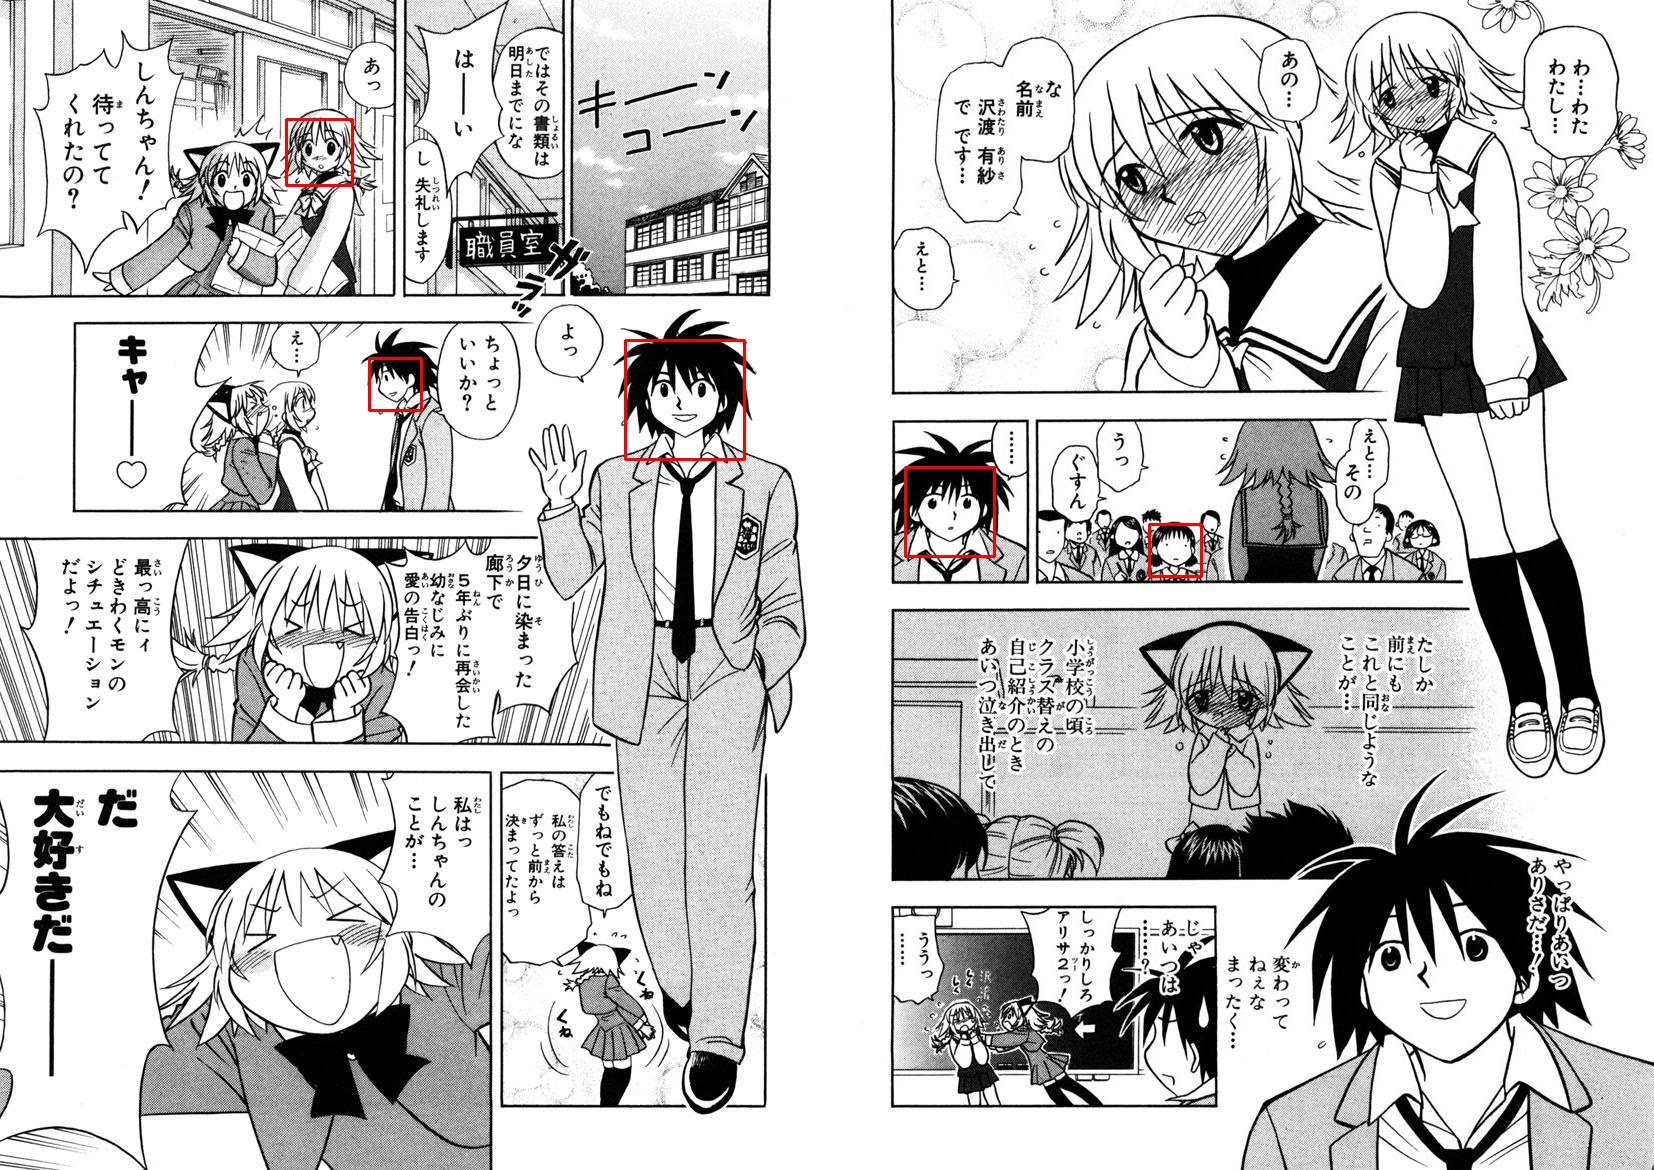 わ…わた
わたし…
あの…
な
名前
沢渡 有紗
で です…
えと…
えと…
その
うっ
ぐすん
……
たしか
前にも
これと同じような
ことが…
小学校の頃
クラス替えの
自己紹介のとき
あいつ泣き出しで
やっぱりあいつ
ありさだ…！
変わって
ねぇな
まったく…
じゃ
あいつは
………？
しっかりしろ
アリサ2っ！
ううっ
……
キーンコーン
ではその書類は
明日までにな
はーい
し 失礼します
職員室
ガラッ
あっ
しんちゃん！
待ってて
くれたの？
よっ
ちょっと
いいか？
え…
キャー♡
夕日に染まった
廊下で
5年ぶりに再会した
幼なじみに
愛の告白っ！
最っ高にィ
どきわくモンの
シチュエーション
だよっ！
でもねでもね
私の答えは
ずっと前から
決まってたよっ
くね
くね
私はっ
しんちゃんの
ことが…
だ
大好きだー